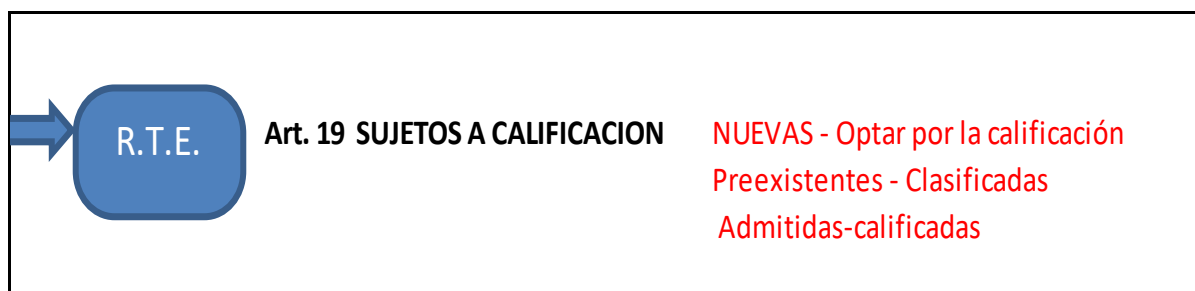 R.T.E.
Art. 19 SUJETOS A CALIFICACION
NUEVAS - Optar por la calificación
Preexistentes - Clasificadas
Admitidas-calificadas